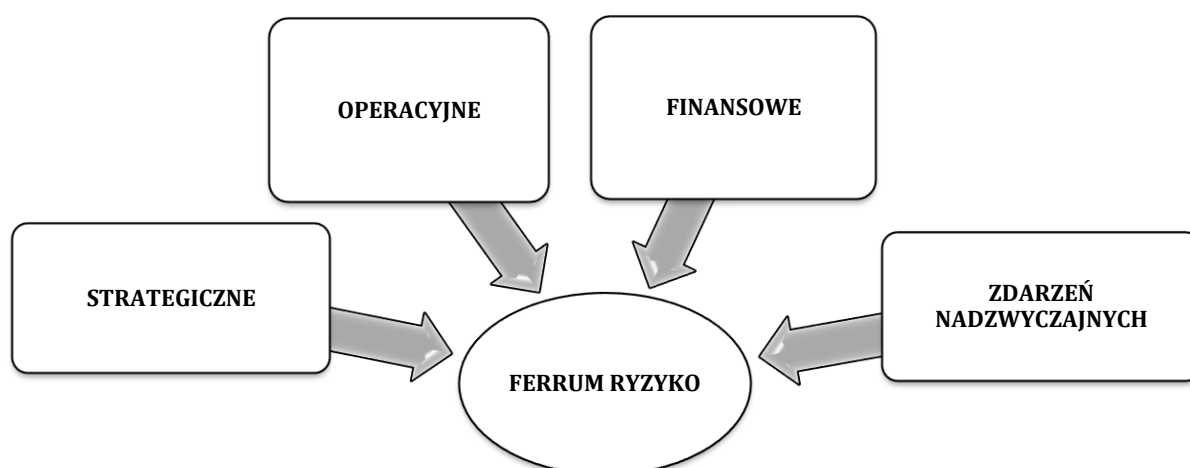 OPERACYJNE
FINANSOWE
STRATEGICZNE
ZDARZEŃ
NADZWYCZAJNYCH
FERRUM RYZYKO